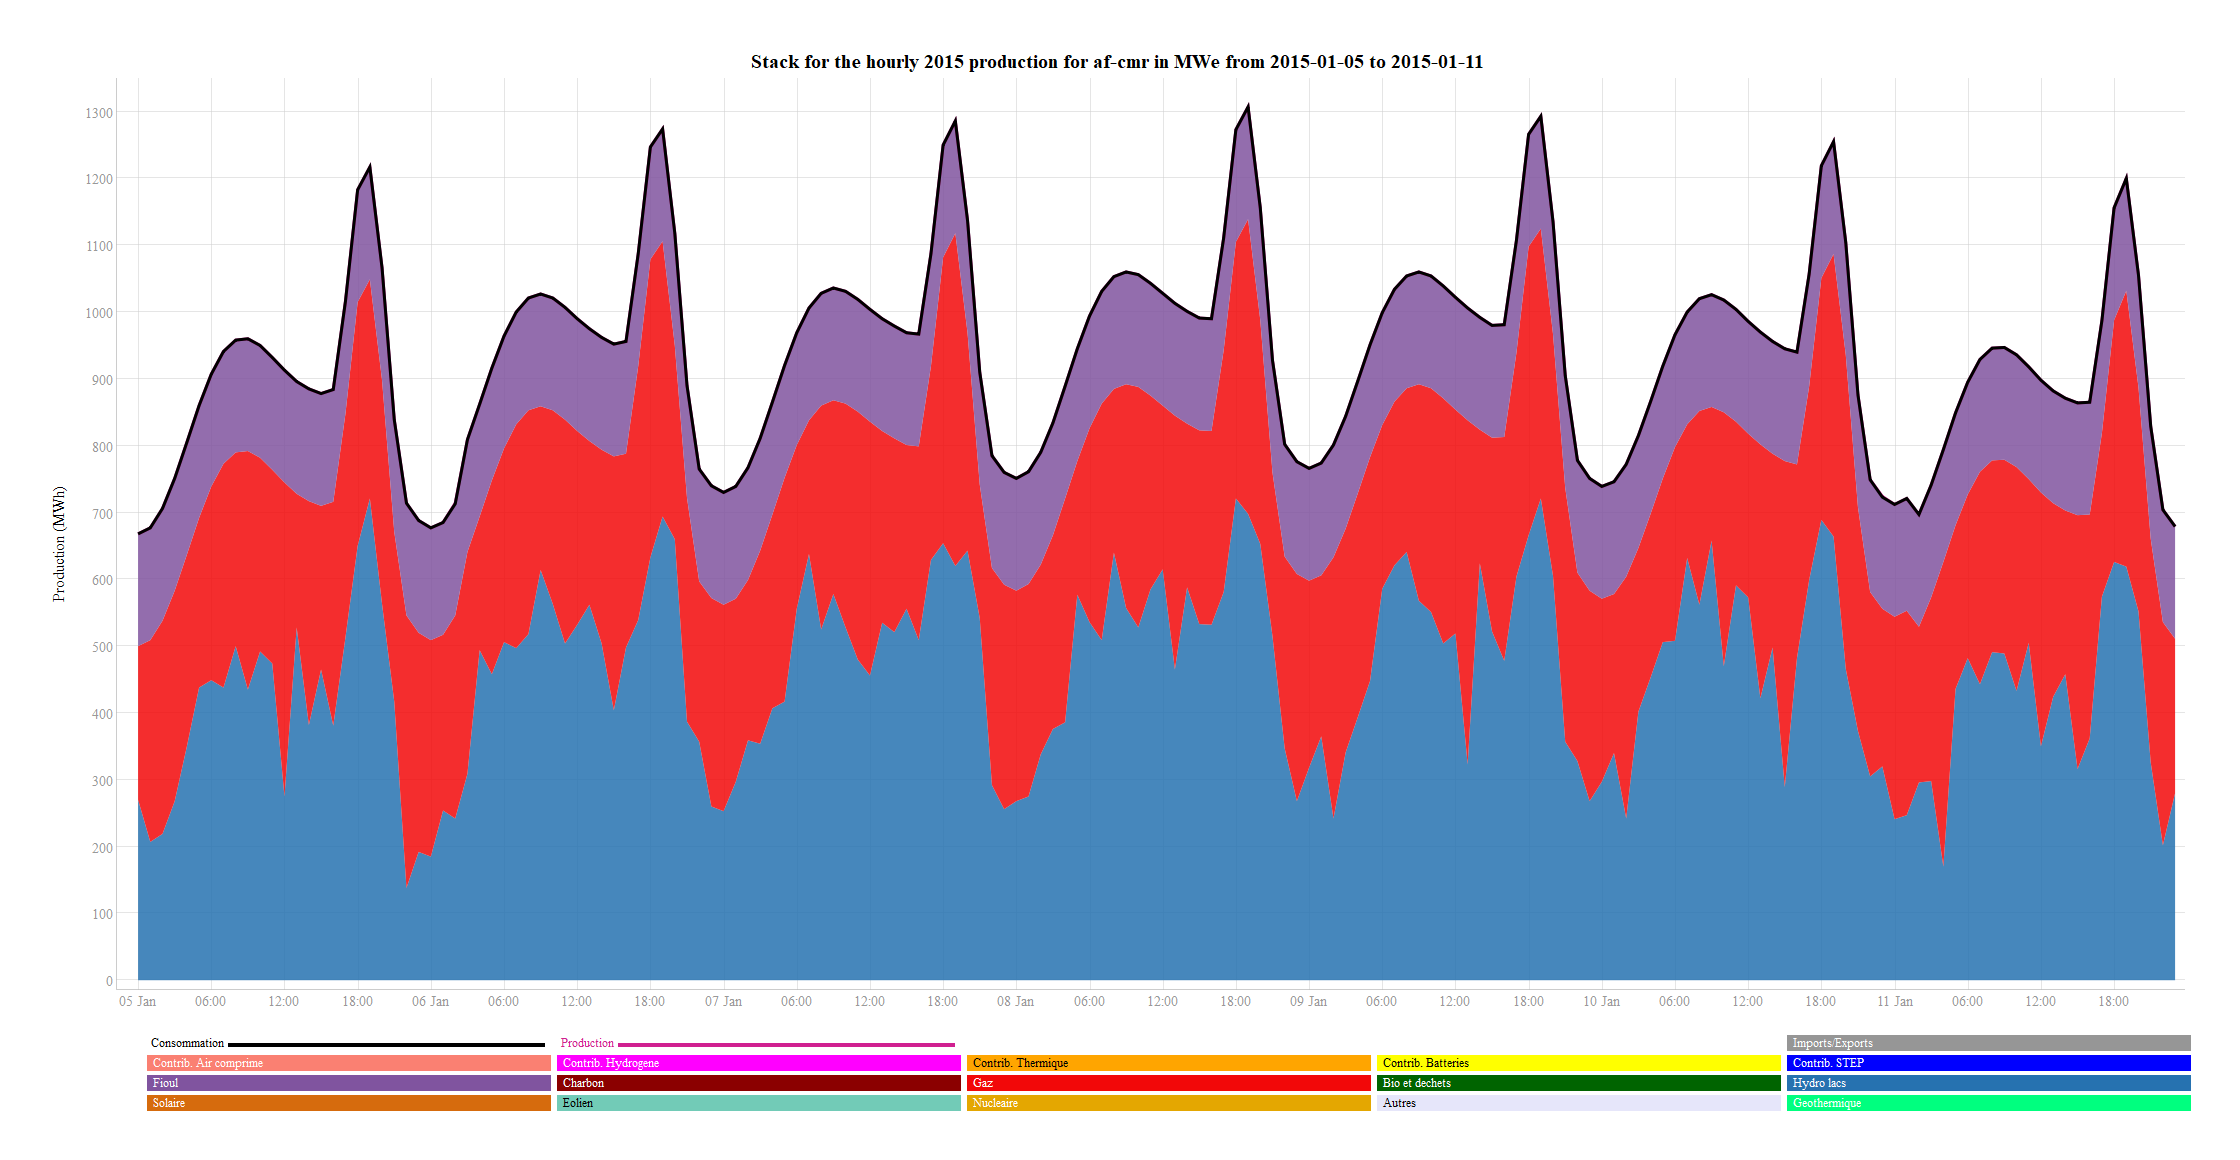 Stack for the hourly 2015 production for af-cmr in MWe from 2015-01-05 to 2015-01-11
1300
1200
1100
1000
900
800
700
600
500
400
300
200
100
0
Production (MWh)
05 Jan 06:00 12:00 18:00 06 Jan 06:00 12:00 18:00 07 Jan 06:00 12:00 18:00 08 Jan 06:00 12:00 18:00 09 Jan 06:00 12:00 18:00 10 Jan 06:00 12:00 18:00 11 Jan 06:00 12:00 18:00
Consommation Production Imports/Exports
Contrib. Air comprime Contrib. Hydrogene Contrib. Thermique Contrib. Batteries Contrib. STEP
Fioul Charbon Gaz Bio et dechets Hydro lacs
Solaire Eolien Nucleaire Autres Geothermique